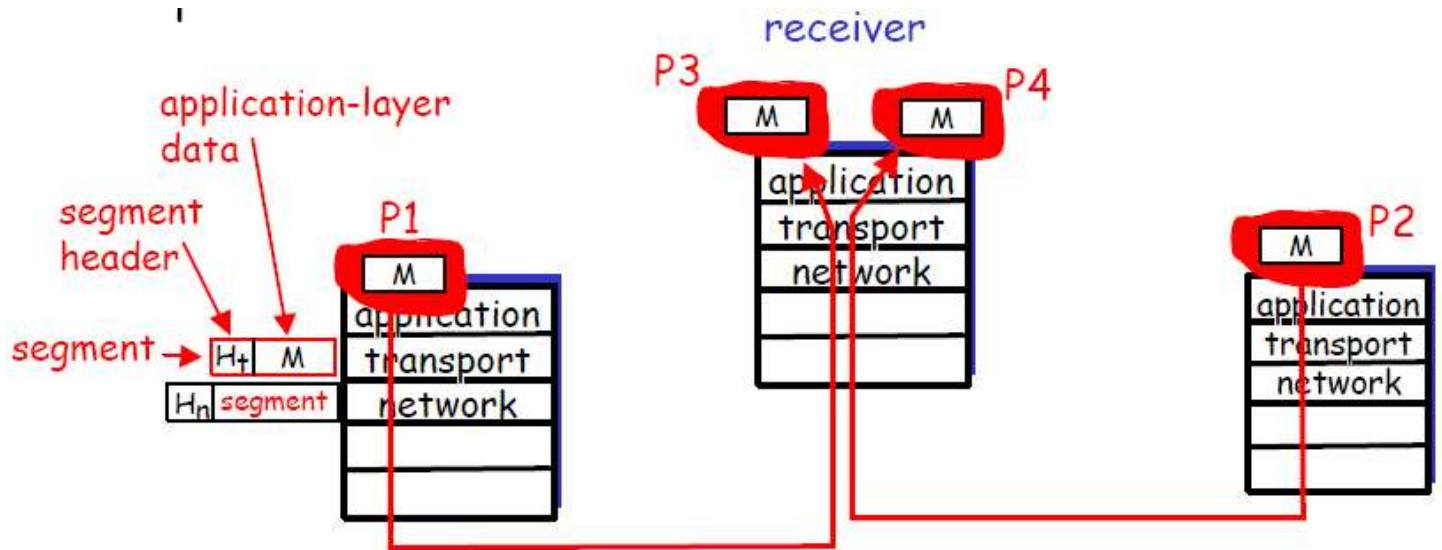 receiver
P3
P4
M
M
application-layer
data
application
transport
network
segment
header
P1
M
P2
M
application
transport
network
segment
Ht
M
Hn
segment
application
transport
network